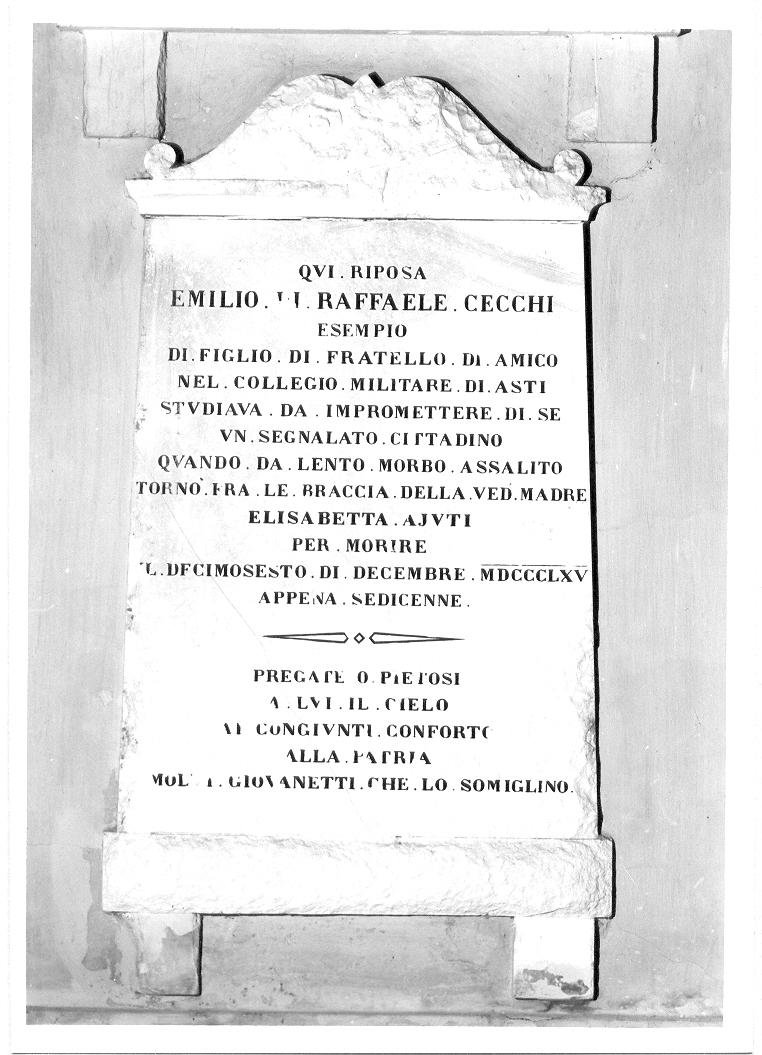 QVI . RIPOSA
EMILIO . DI . RAFFAELE . CECCHI
ESEMPIO
DI . FIGLIO . DI . FRATELLO . DI . AMICO
NEL . COLLEGIO . MILITARE . DI . ASTI
STVDIAVA . DA . IMPROMETTERE . DI . SE
VN . SEGNALATO . CITTADINO
QVANDO . DA . LENTO . MORBO . ASSALITO
TORNÒ . FRA . LE . BRACCIA . DELLA . VED . MADRE
ELISABETTA . AJVTI
PER . MORIRE
IL . DECIMOSESTO . DI . DECEMBRE . MDCCCLXV
APPENA . SEDICENNE .
PREGATE O . PIETOSI
A . LVI . IL . CIELO
AI CONGIVNTI . CONFORTO
ALLA . PATRIA
MOLTI . GIOVANETTI . CHE . LO . SOMIGLINO .